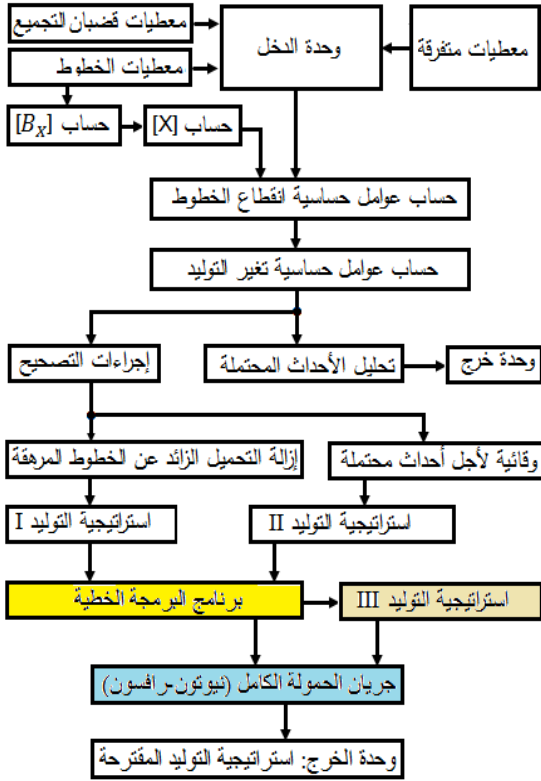 معطيات قضبان التجميع
وحدة الدخل
معطيات متفرقة
معطيات الخطوط
حساب [X]
حساب [B_X]
حساب عوامل حساسية انقطاع الخطوط
حساب عوامل حساسية تغير التوليد
إجراءات التصحيح
تحليل الأحداث المحتملة
وحدة خرج
إزالة التحميل الزائد عن الخطوط المرهقة
وقائية لأجل أحداث محتملة
استراتيجية التوليد I
استراتيجية التوليد II
برنامج البرمجة الخطية
استراتيجية التوليد III
جريان الحمولة الكامل (نيوتون-رافسون)
وحدة الخرج: استراتيجية التوليد المقترحة